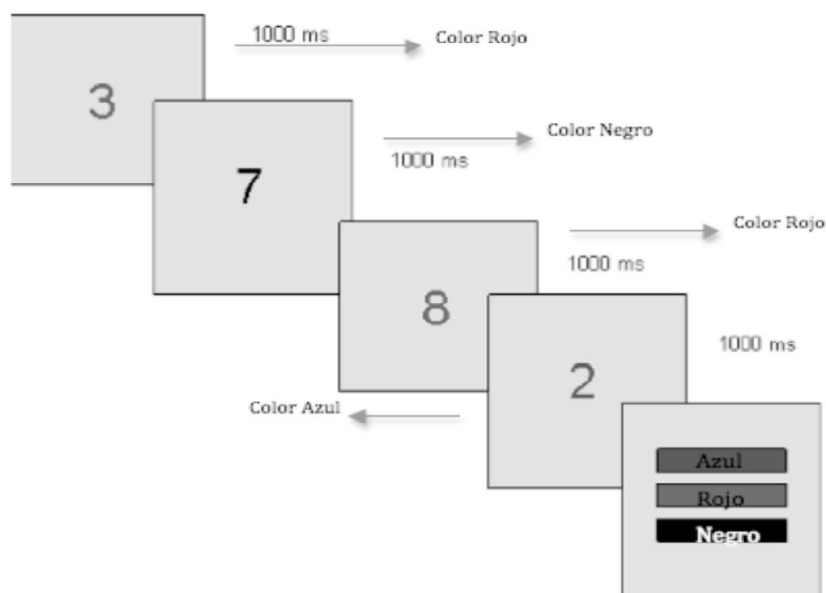 1000 ms
Color Rojo
3
Color Negro
1000 ms
7
Color Rojo
1000 ms
8
1000 ms
2
Color Azul
Azul
Rojo
Negro